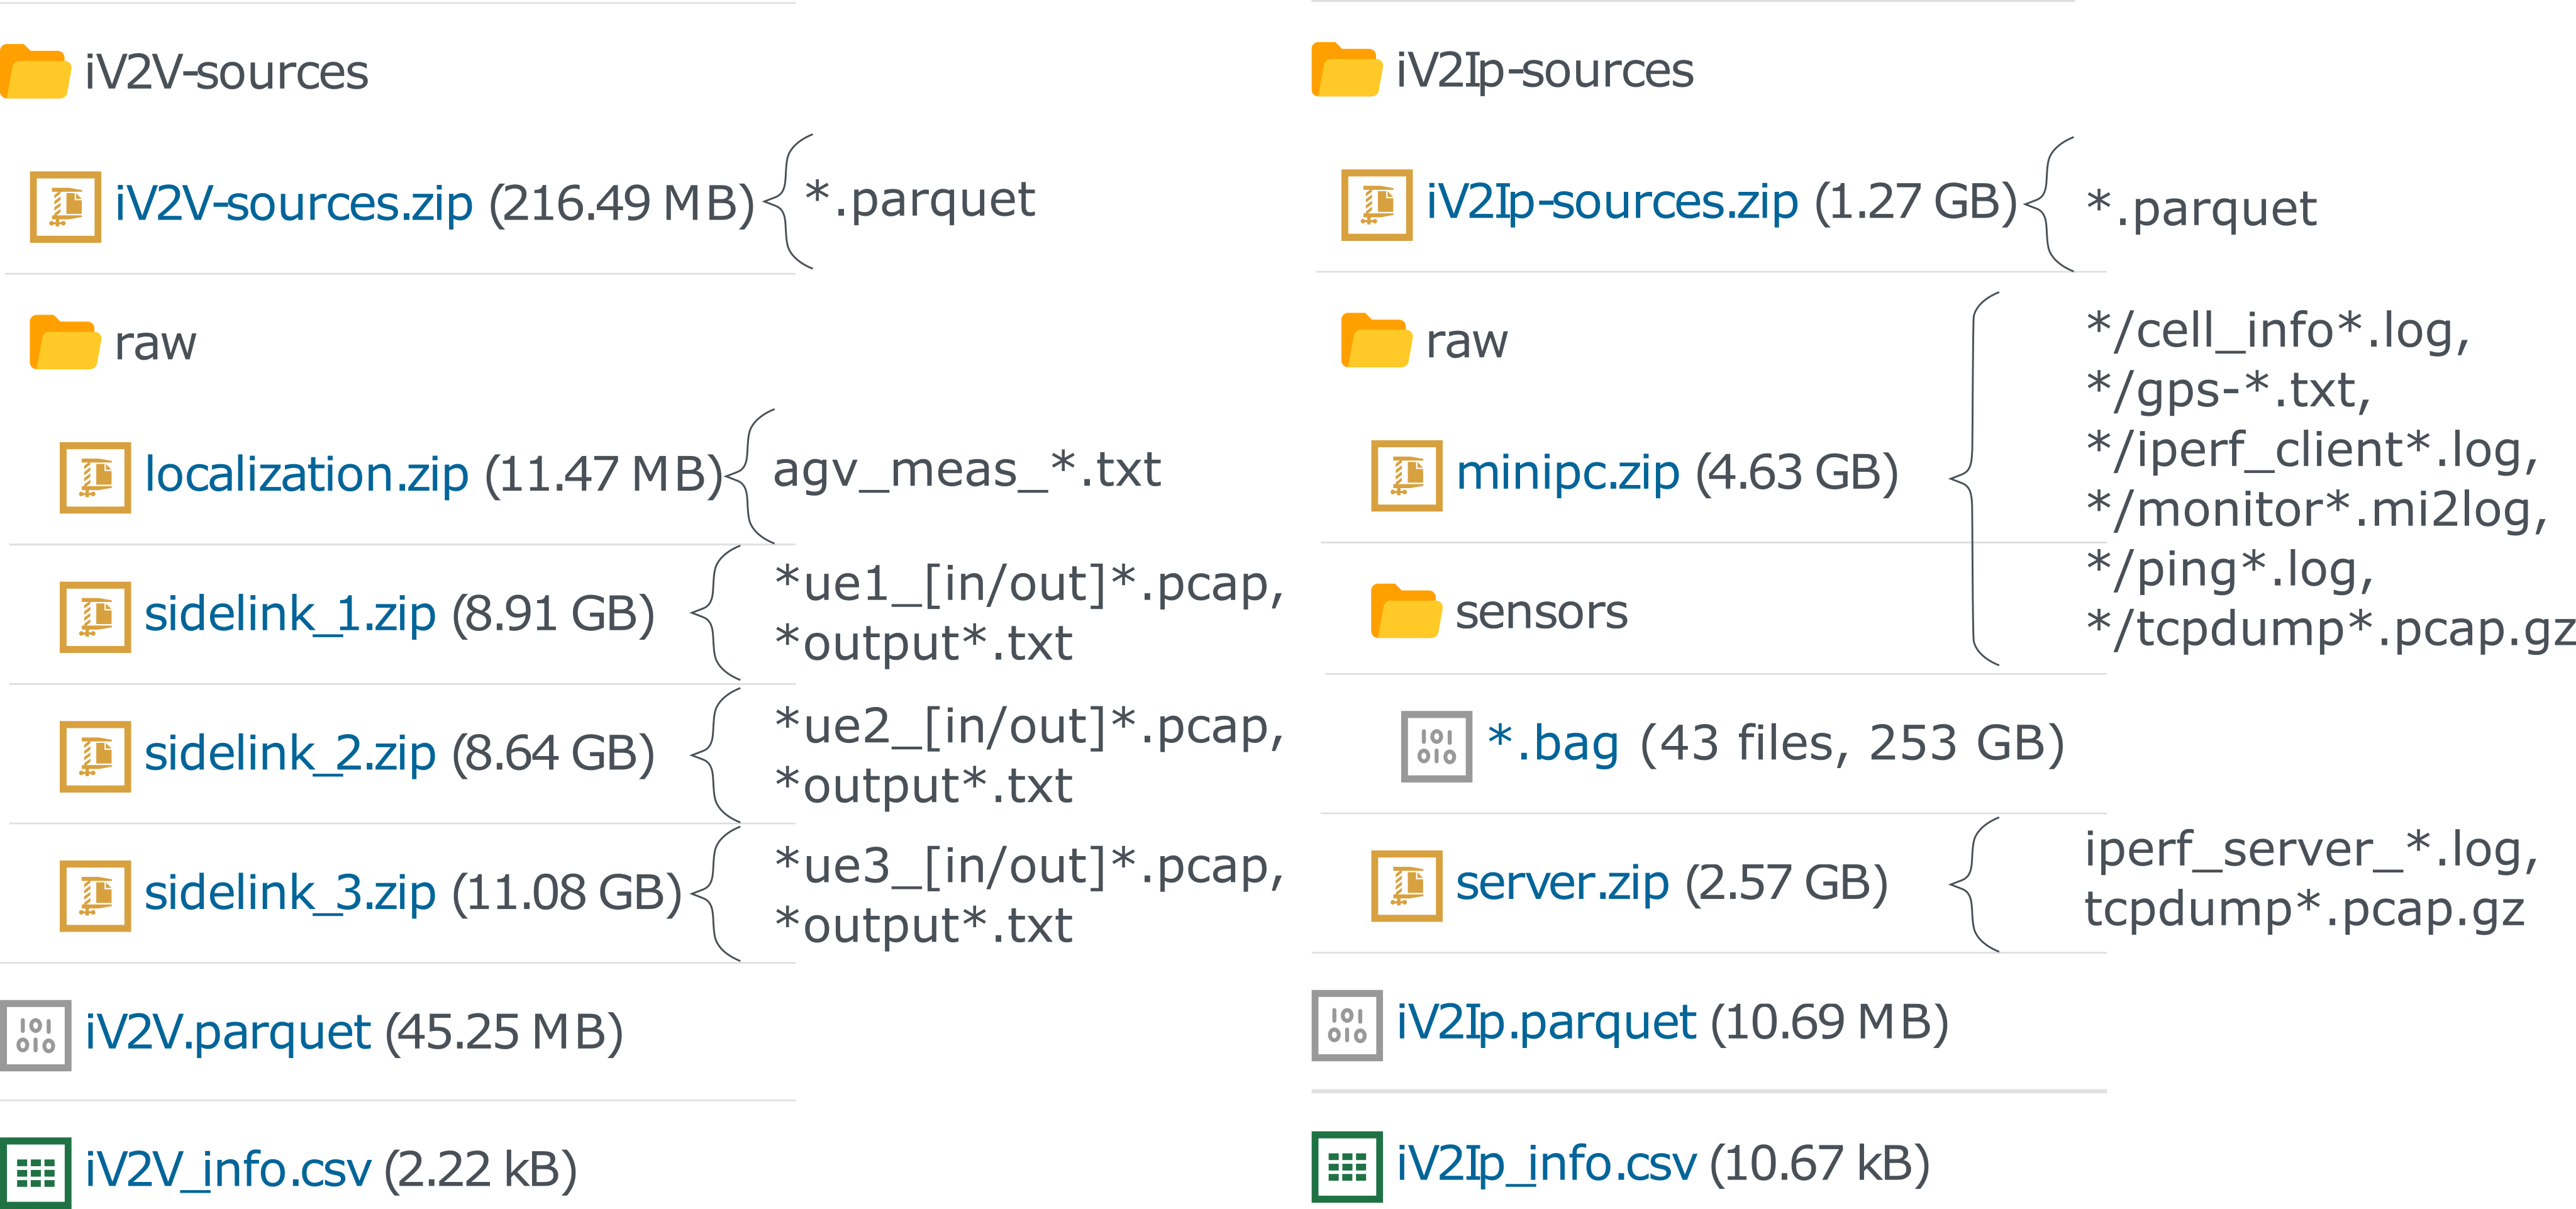 iV2V-sources
iV2V-sources.zip (216.49 MB)
*.parquet
raw
localization.zip (11.47 MB)
agv_meas_*.txt
sidelink_1.zip (8.91 GB)
*ue1_[in/out]*.pcap,
*output*.txt
sidelink_2.zip (8.64 GB)
*ue2_[in/out]*.pcap,
*output*.txt
sidelink_3.zip (11.08 GB)
*ue3_[in/out]*.pcap,
*output*.txt
iV2V.parquet (45.25 MB)
iV2V_info.csv (2.22 kB)
iV2Ip-sources
iV2Ip-sources.zip (1.27 GB)
*.parquet
raw
minipc.zip (4.63 GB)
*/cell_info*.log,
*/gps-*.txt,
*/iperf_client*.log,
*/monitor*.mi2log,
*/ping*.log,
*/tcpdump*.pcap.gz
sensors
*.bag (43 files, 253 GB)
server.zip (2.57 GB)
iperf_server_*.log,
tcpdump*.pcap.gz
iV2Ip.parquet (10.69 MB)
iV2Ip_info.csv (10.67 kB)